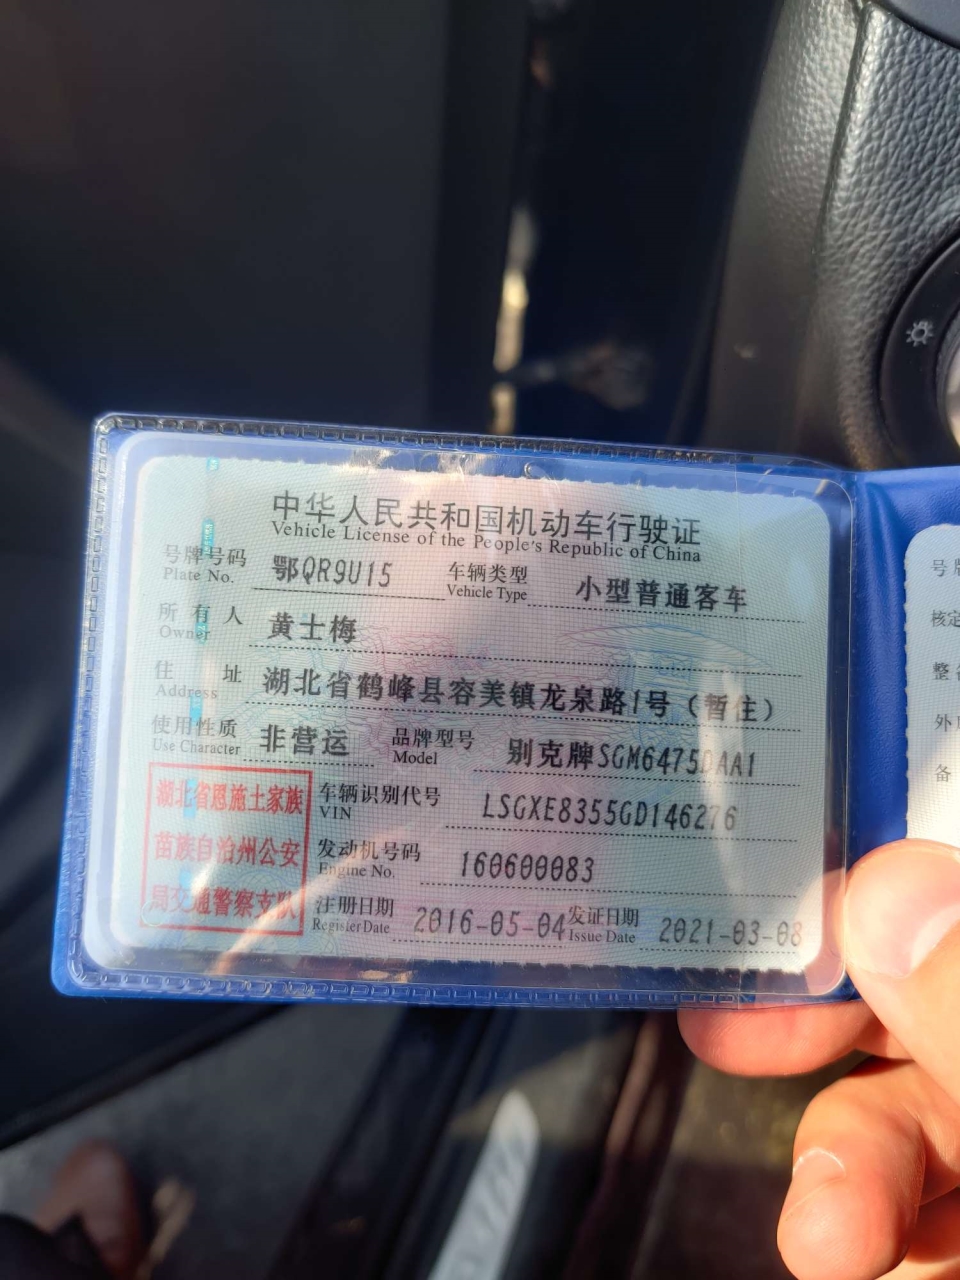 中华人民共和国机动车行驶证
Vehicle License of the People's Republic of China
号牌号码 鄂QR9U15 车辆类型 小型普通客车
Plate No. Vehicle Type
所有人 黄士梅
Owner
住址 湖北省鹤峰县容美镇龙泉路1号（暂住）
Address
使用性质 非营运 品牌型号 别克牌SGM6475DAA1
Use Character Model
车辆识别代号 LSGXE8355GD146276
VIN
发动机号码 160600083
Engine No.
注册日期 2016-05-04 发证日期 2021-03-08
Register Date Issue Date
湖北省恩施土家族
苗族自治州公安
局交通警察支队
号牌
核定
整备
外
备